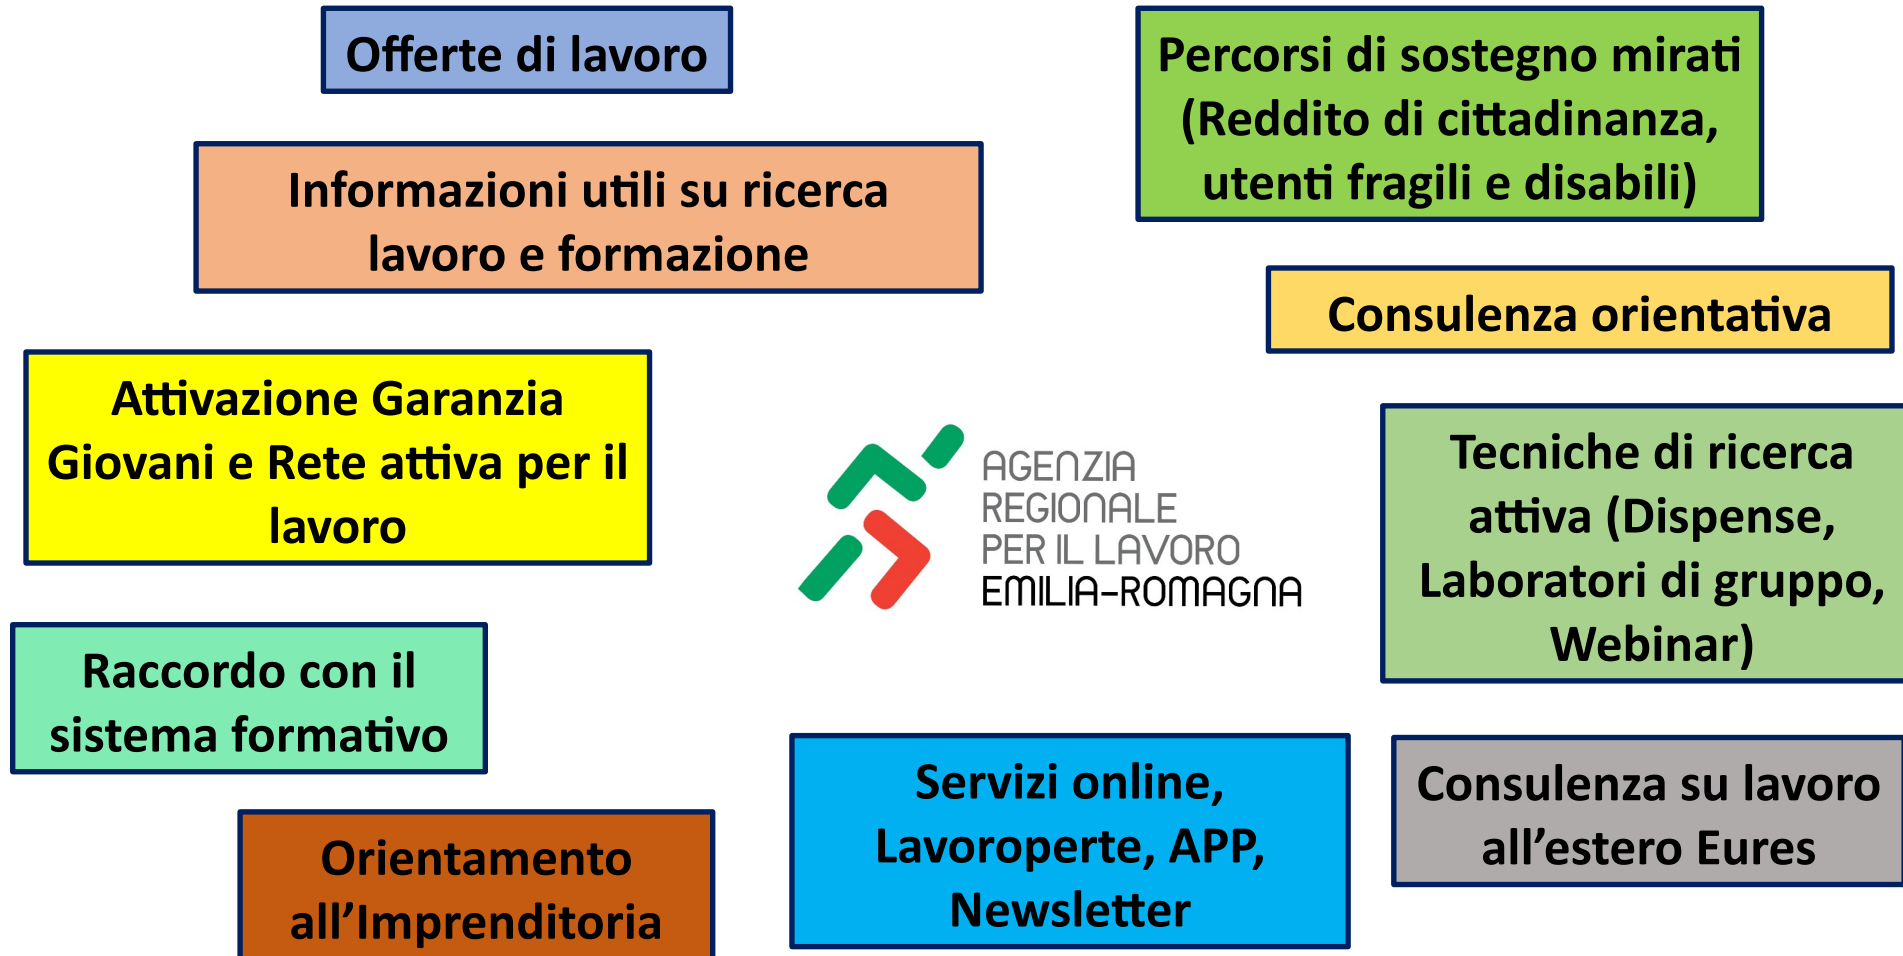 Offerte di lavoro
Percorsi di sostegno mirati
(Reddito di cittadinanza,
utenti fragili e disabili)
Informazioni utili su ricerca
lavoro e formazione
Consulenza orientativa
Attivazione Garanzia
Giovani e Rete attiva per il
lavoro
AGENZIA
REGIONALE
PER IL LAVORO
EMILIA-ROMAGNA
Tecniche di ricerca
attiva (Dispense,
Laboratori di gruppo,
Webinar)
Raccordo con il
sistema formativo
Servizi online,
Lavoroperte, APP,
Newsletter
Consulenza su lavoro
all’estero Eures
Orientamento
all’Imprenditoria